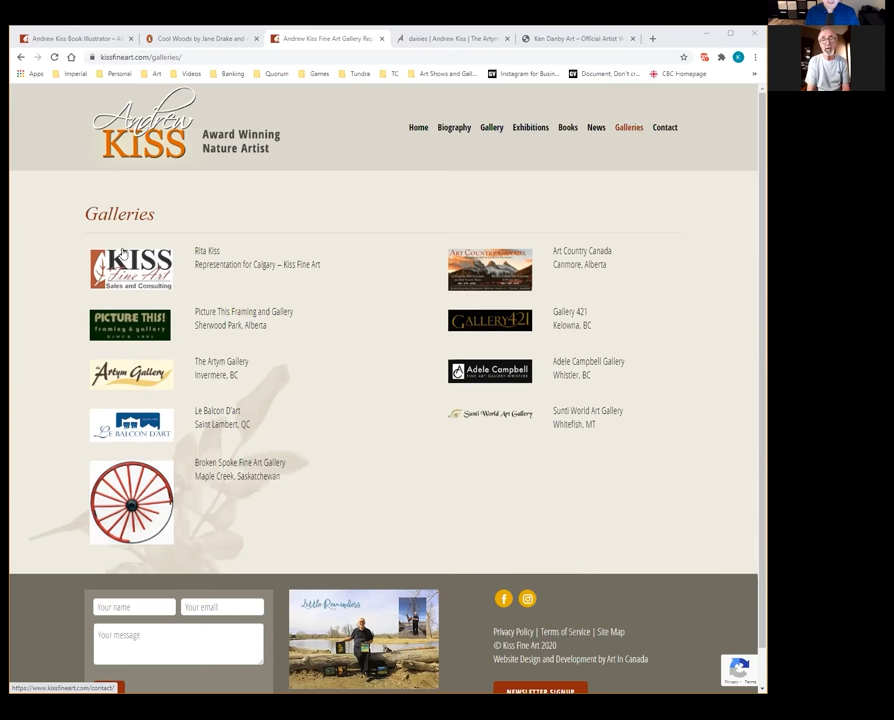 Andrew Kiss Book Illustrator – A
Cool Woods by Jane Drake and
Andrew Kiss Fine Art Gallery Rep
daisies | Andrew Kiss | The Artym
Ken Danby Art – Official Artist W
kissfineart.com/galleries/
Apps Imperial Personal Art Videos Banking Quorum Games Tundra TC Art Shows and Gall... Instagram for Busin... Document, Don't cr... CBC Homepage
Andrew
KISS
Award Winning
Nature Artist
Home Biography Gallery Exhibitions Books News Galleries Contact
Galleries
KISS
Fine Art
Sales and Consulting
Rita Kiss
Representation for Calgary – Kiss Fine Art
ART COUNTRY CANADA
Art Country Canada
Canmore, Alberta
PICTURE THIS!
framing & gallery
SINCE 1981
Picture This Framing and Gallery
Sherwood Park, Alberta
GALLERY421
Gallery 421
Kelowna, BC
Artym Gallery
The Artym Gallery
Invermere, BC
Adele Campbell
Adele Campbell Gallery
Whistler, BC
LE BALCON D'ART
Le Balcon D'art
Saint Lambert, QC
Sunti World Art Gallery
Sunti World Art Gallery
Whitefish, MT
Broken Spoke Fine Art Gallery
Maple Creek, Saskatchewan
Your name
Your email
Your message
Little Reminders
Privacy Policy | Terms of Service | Site Map
© Kiss Fine Art 2020
Website Design and Development by Art In Canada
NEWSLETTER SIGNUP
Privacy - Terms
https://www.kissfineart.com/contact/